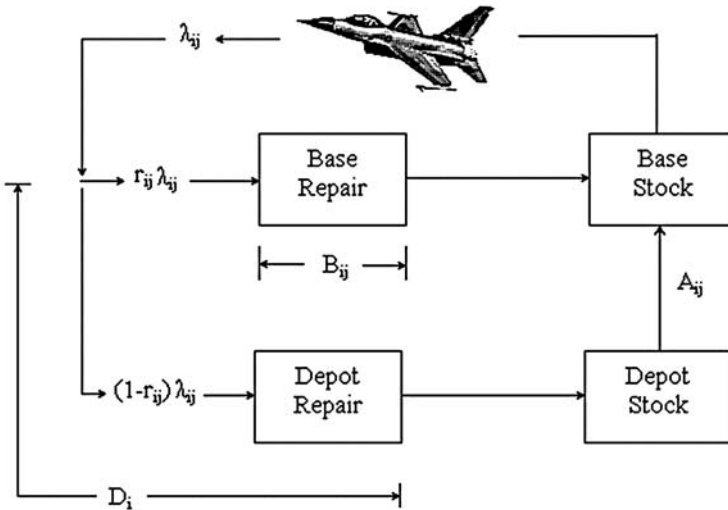 λij
rij λij
Base
Repair
Base
Stock
Bij
Aij
(1-rij) λij
Depot
Repair
Depot
Stock
Di